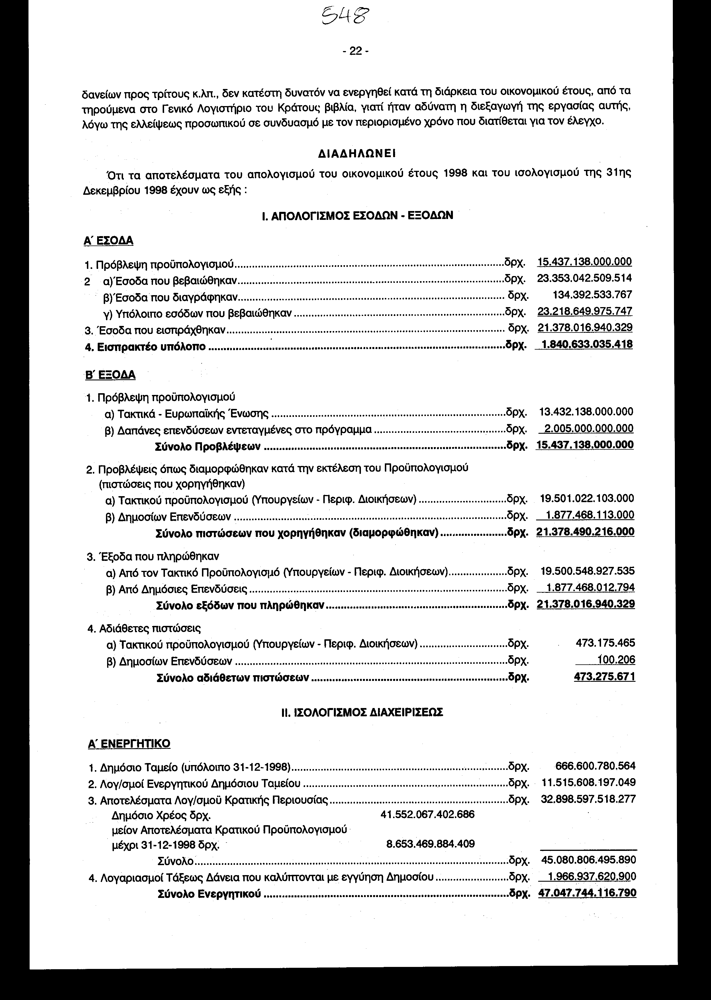 548
- 22 -
δανείων προς τρίτους κ.λπ., δεν κατέστη δυνατόν να ενεργηθεί κατά τη διάρκεια του οικονομικού έτους, από τα
τηρούμενα στο Γενικό Λογιστήριο του Κράτους βιβλία, γιατί ήταν αδύνατη η διεξαγωγή της εργασίας αυτής,
λόγω της ελλείψεως προσωπικού σε συνδυασμό με τον περιορισμένο χρόνο που διατίθεται για τον έλεγχο.
ΔΙΑΔΗΛΩΝΕΙ
Ότι τα αποτελέσματα του απολογισμού του οικονομικού έτους 1998 και του ισολογισμού της 31ης
Δεκεμβρίου 1998 έχουν ως εξής :
Ι. ΑΠΟΛΟΓΙΣΜΟΣ ΕΣΟΔΩΝ - ΕΞΟΔΩΝ
Α΄ ΕΣΟΔΑ
1. Πρόβλεψη προϋπολογισμού.....δρχ. 15.437.138.000.000
2 α)Έσοδα που βεβαιώθηκαν.....δρχ. 23.353.042.509.514
β)Έσοδα που διαγράφηκαν..... δρχ. 134.392.533.767
γ) Υπόλοιπο εσόδων που βεβαιώθηκαν.....δρχ. 23.218.649.975.747
3. Έσοδα που εισπράχθηκαν..... δρχ. 21.378.016.940.329
4. Εισπρακτέο υπόλοπο.....δρχ. 1.840.633.035.418
Β΄ ΕΞΟΔΑ
1. Πρόβλεψη προϋπολογισμού
α) Τακτικά - Ευρωπαϊκής Ένωσης.....δρχ. 13.432.138.000.000
β) Δαπάνες επενδύσεων εντεταγμένες στο πρόγραμμα.....δρχ. 2.005.000.000.000
Σύνολο Προβλέψεων.....δρχ. 15.437.138.000.000
2. Προβλέψεις όπως διαμορφώθηκαν κατά την εκτέλεση του Προϋπολογισμού
(πιστώσεις που χορηγήθηκαν)
α) Τακτικού προϋπολογισμού (Υπουργείων - Περιφ. Διοικήσεων).....δρχ. 19.501.022.103.000
β) Δημοσίων Επενδύσεων.....δρχ. 1.877.468.113.000
Σύνολο πιστώσεων που χορηγήθηκαν (διαμορφώθηκαν).....δρχ. 21.378.490.216.000
3. Έξοδα που πληρώθηκαν
α) Από τον Τακτικό Προϋπολογισμό (Υπουργείων - Περιφ. Διοικήσεων).....δρχ. 19.500.548.927.535
β) Από Δημόσιες Επενδύσεις.....δρχ. 1.877.468.012.794
Σύνολο εξόδων που πληρώθηκαν.....δρχ. 21.378.016.940.329
4. Αδιάθετες πιστώσεις
α) Τακτικού προϋπολογισμού (Υπουργείων - Περιφ. Διοικήσεων).....δρχ. 473.175.465
β) Δημοσίων Επενδύσεων.....δρχ. 100.206
Σύνολο αδιάθετων πιστώσεων.....δρχ. 473.275.671
ΙΙ. ΙΣΟΛΟΓΙΣΜΟΣ ΔΙΑΧΕΙΡΙΣΕΩΣ
Α΄ ΕΝΕΡΓΗΤΙΚΟ
1. Δημόσιο Ταμείο (υπόλοιπο 31-12-1998).....δρχ. 666.600.780.564
2. Λογ/σμοί Ενεργητικού Δημόσιου Ταμείου.....δρχ. 11.515.608.197.049
3. Αποτελέσματα Λογ/σμοϋ Κρατικής Περιουσίας.....δρχ. 32.898.597.518.277
Δημόσιο Χρέος δρχ. 41.552.067.402.686
μείον Αποτελέσματα Κρατικού Προϋπολογισμού
μέχρι 31-12-1998 δρχ. 8.653.469.884.409
Σύνολο.....δρχ. 45.080.806.495.890
4. Λογαριασμοί Τάξεως Δάνεια που καλύπτονται με εγγύηση Δημοσίου.....δρχ. 1.966.937.620.900
Σύνολο Ενεργητικού.....δρχ. 47.047.744.116.790